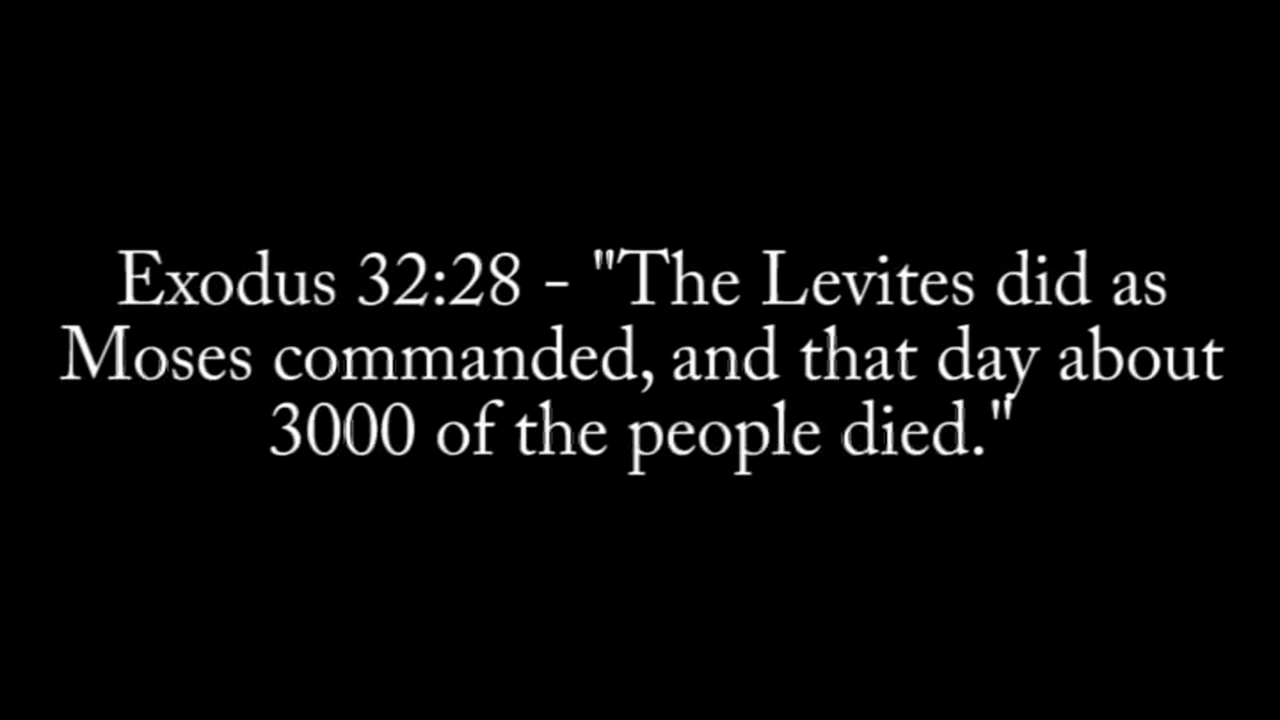 Exodus 32:28 - "The Levites did as
Moses commanded, and that day about
3000 of the people died."